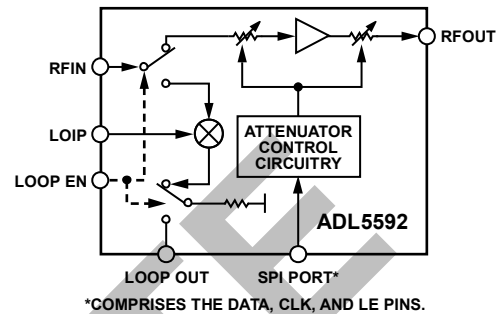 RFOUT
RFIN
LOIP
LOOP EN
ATTENUATOR
CONTROL
CIRCUITRY
ADL5592
LOOP OUT
SPI PORT*
*COMPRISES THE DATA, CLK, AND LE PINS.